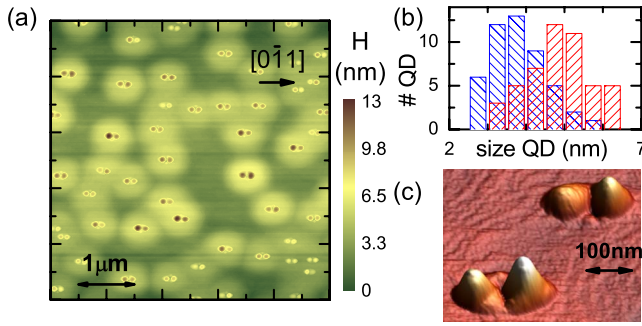 (a)
[01̄1]
1μm
H
(nm)
13
9.8
6.5
3.3
0
(b)
# QD
10
5
0
2
size QD (nm)
7
(c)
100nm